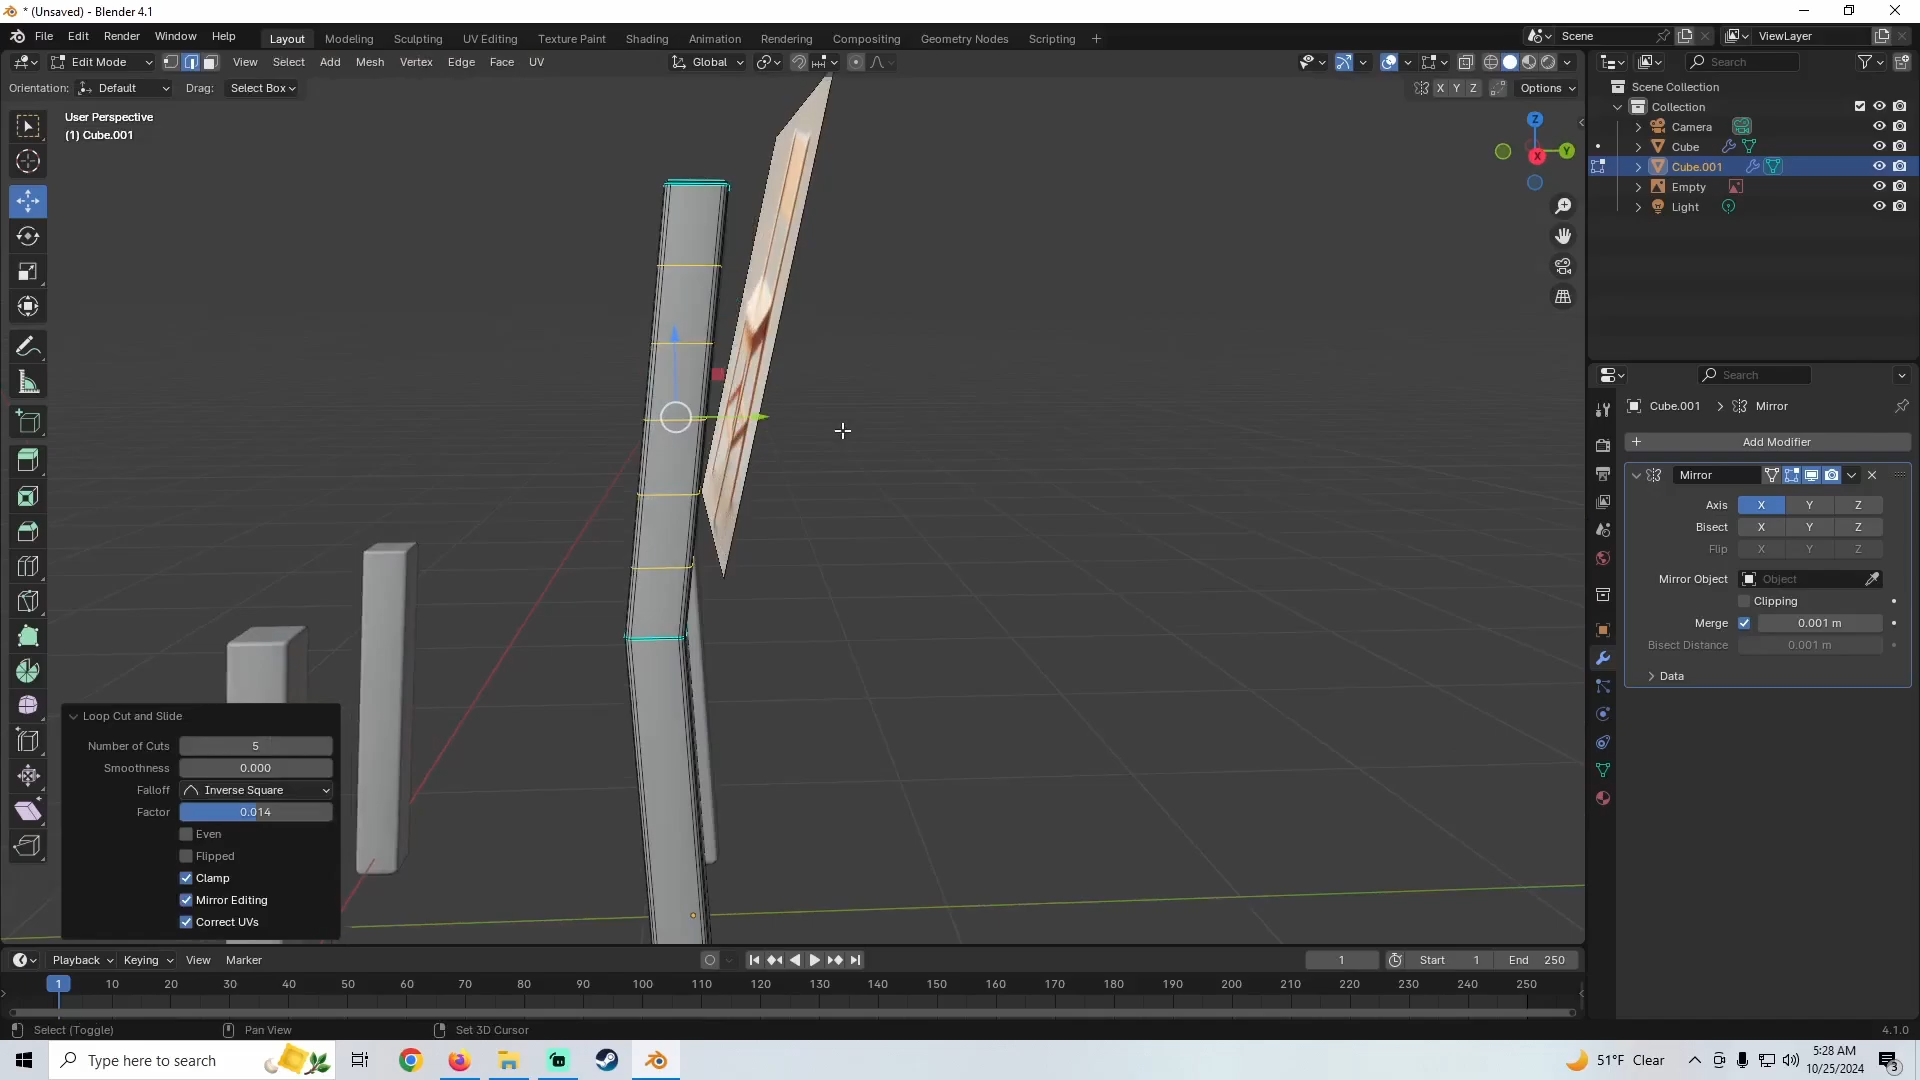 * (Unsaved) - Blender 4.1
File Edit Render Window Help
Layout Modeling Sculpting UV Editing Texture Paint Shading Animation Rendering Compositing Geometry Nodes Scripting +
Scene
ViewLayer
Edit Mode View Select Add Mesh Vertex Edge Face UV
Global
Search
Orientation: Default Drag: Select Box
X Y Z Options
User Perspective
(1) Cube.001
Z
Y
X
Scene Collection
Collection
Camera
Cube
Cube.001
Empty
Light
Search
Cube.001 > Mirror
+ Add Modifier
Mirror
Axis X Y Z
Bisect X Y Z
Flip X Y Z
Mirror Object Object
Clipping
Merge 0.001 m
Bisect Distance 0.001 m
Data
Loop Cut and Slide
Number of Cuts 5
Smoothness 0.000
Falloff Inverse Square
Factor 0.014
Even
Flipped
Clamp
Mirror Editing
Correct UVs
Playback Keying View Marker
1 Start 1 End 250
1 10 20 30 40 50 60 70 80 90 100 110 120 130 140 150 160 170 180 190 200 210 220 230 240 250
Select (Toggle) Pan View Set 3D Cursor 4.1.0
Type here to search
51°F Clear
5:28 AM
10/25/2024
3